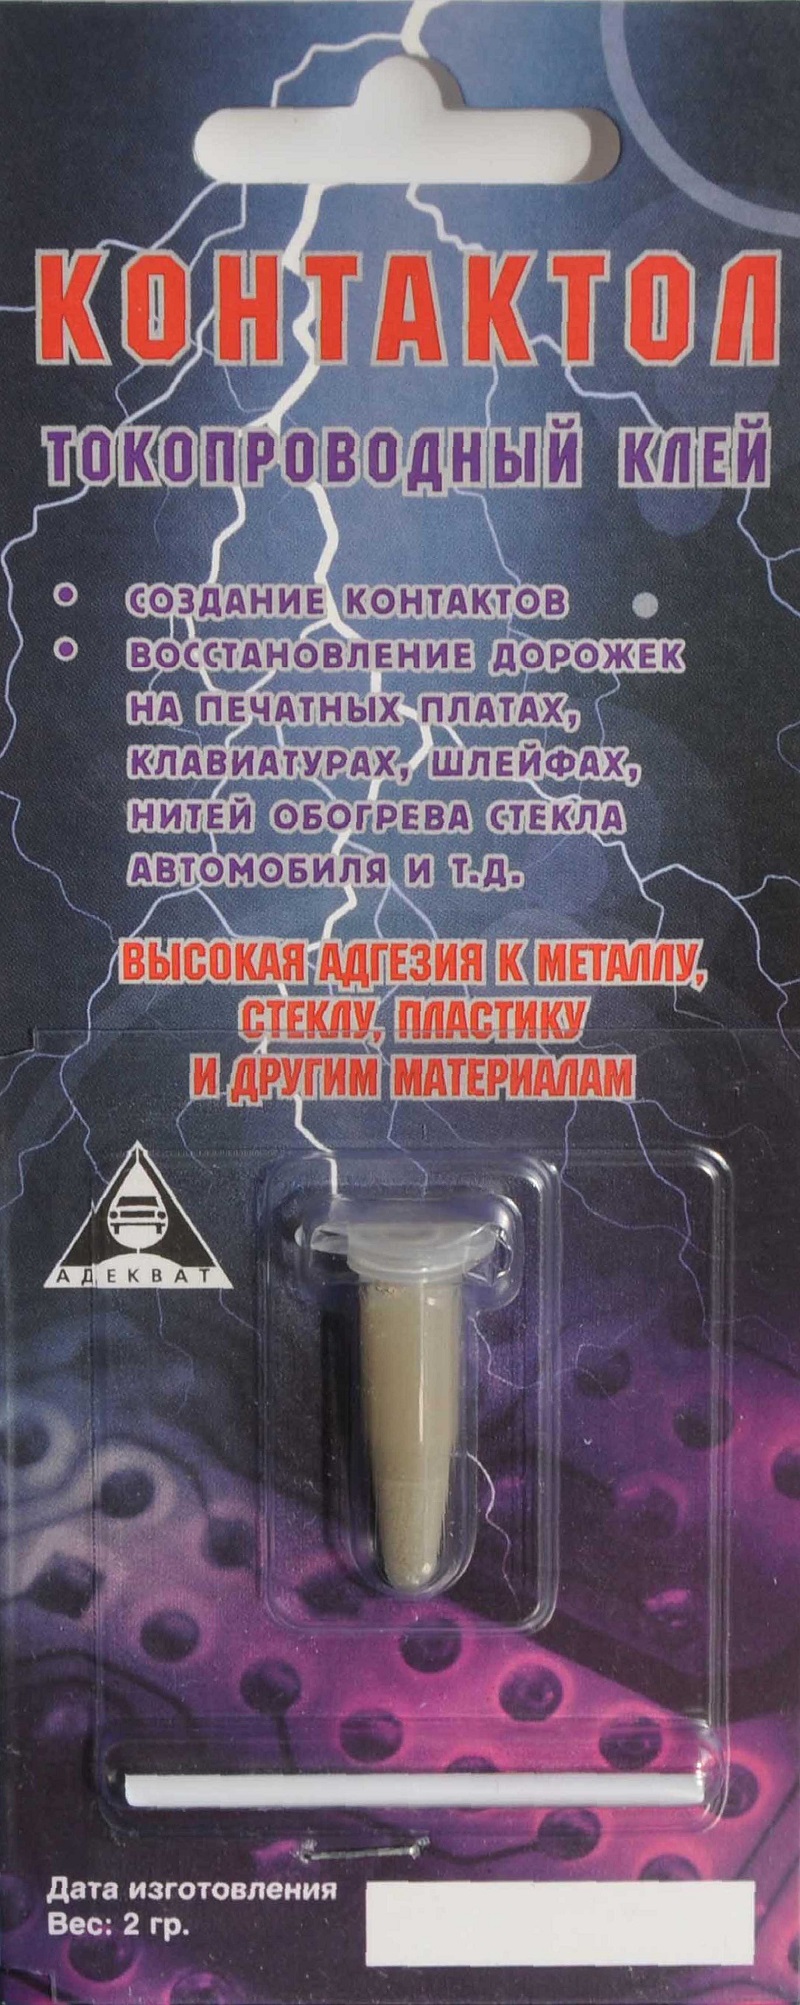 КОНТАКТОЛ
ТОКОПРОВОДНЫЙ КЛЕЙ
• СОЗДАНИЕ КОНТАКТОВ
• ВОССТАНОВЛЕНИЕ ДОРОЖЕК
НА ПЕЧАТНЫХ ПЛАТАХ,
КЛАВИАТУРАХ, ШЛЕЙФАХ,
НИТЕЙ ОБОГРЕВА СТЕКЛА
АВТОМОБИЛЯ И Т.Д.
ВЫСОКАЯ АДГЕЗИЯ К МЕТАЛЛУ,
СТЕКЛУ, ПЛАСТИКУ
И ДРУГИМ МАТЕРИАЛАМ
АДЕКВАТ
Дата изготовления
Вес: 2 гр.